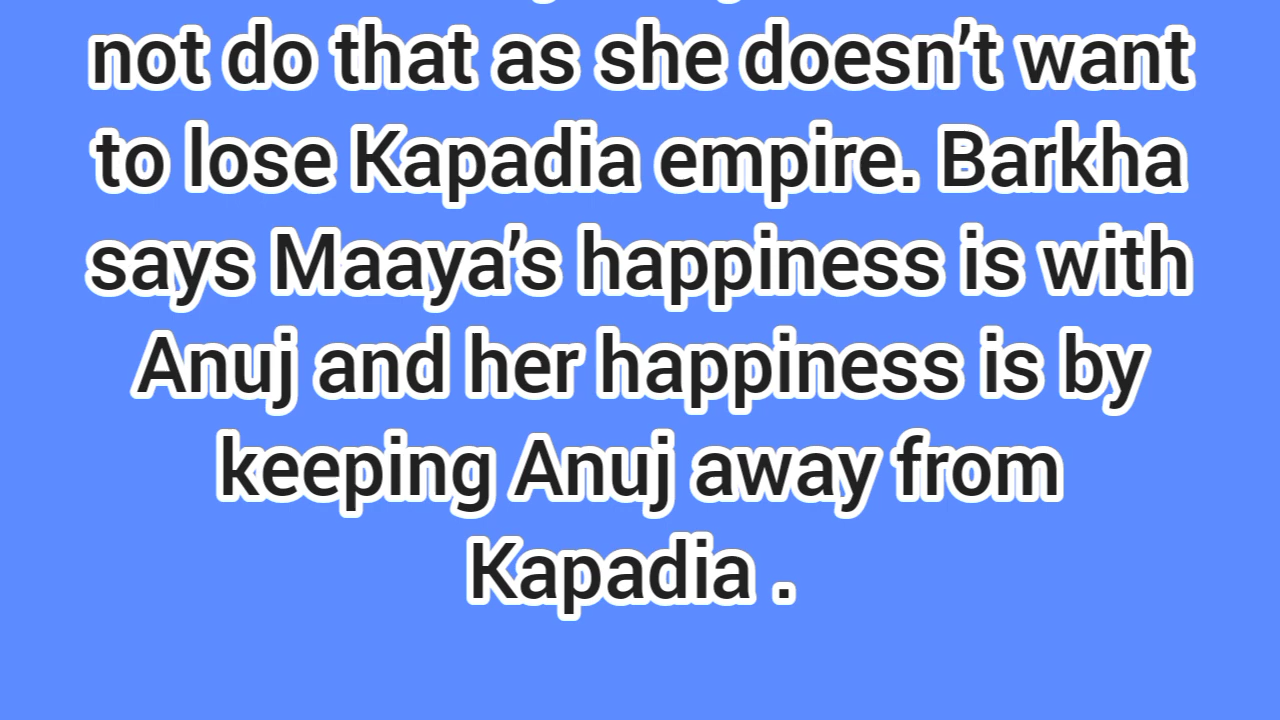 not do that as she doesn’t want
to lose Kapadia empire. Barkha
says Maaya’s happiness is with
Anuj and her happiness is by
keeping Anuj away from
Kapadia .